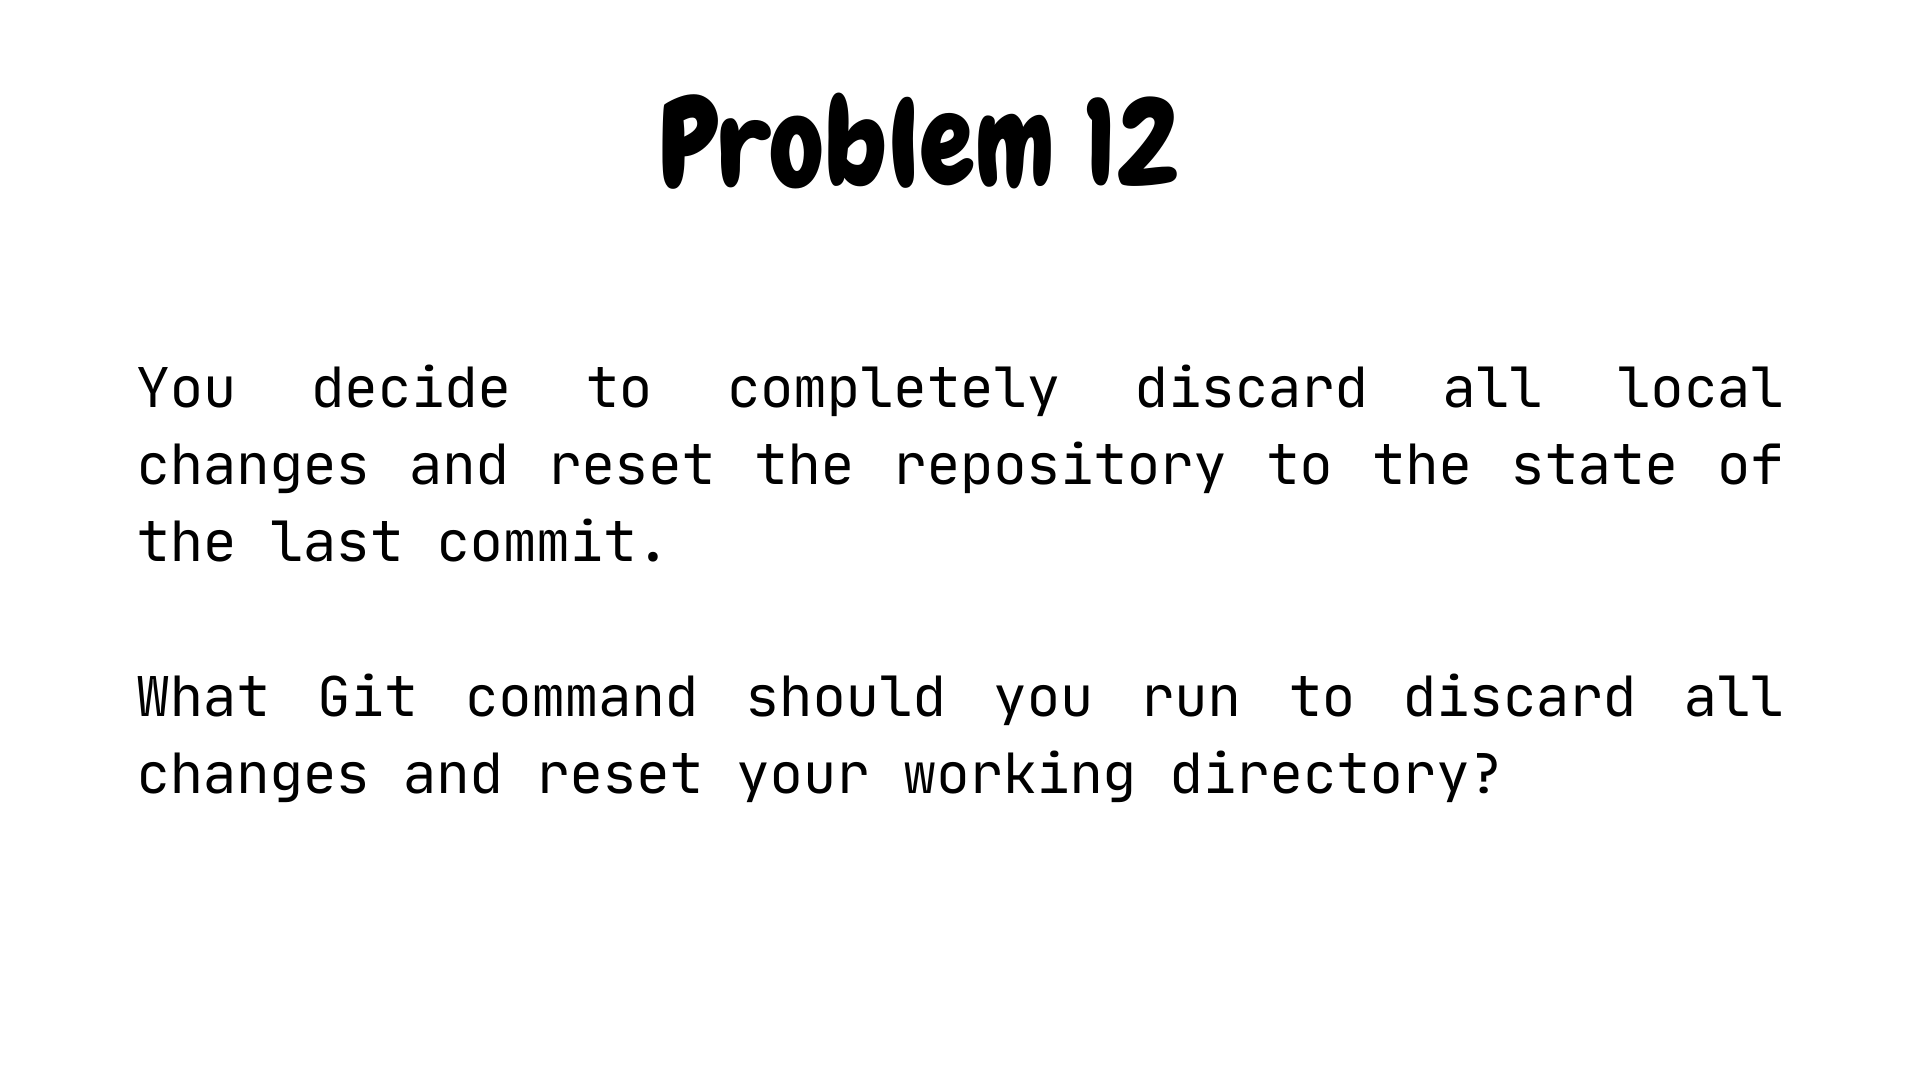 Problem 12
You decide to completely discard all local
changes and reset the repository to the state of
the last commit.
What Git command should you run to discard all
changes and reset your working directory?